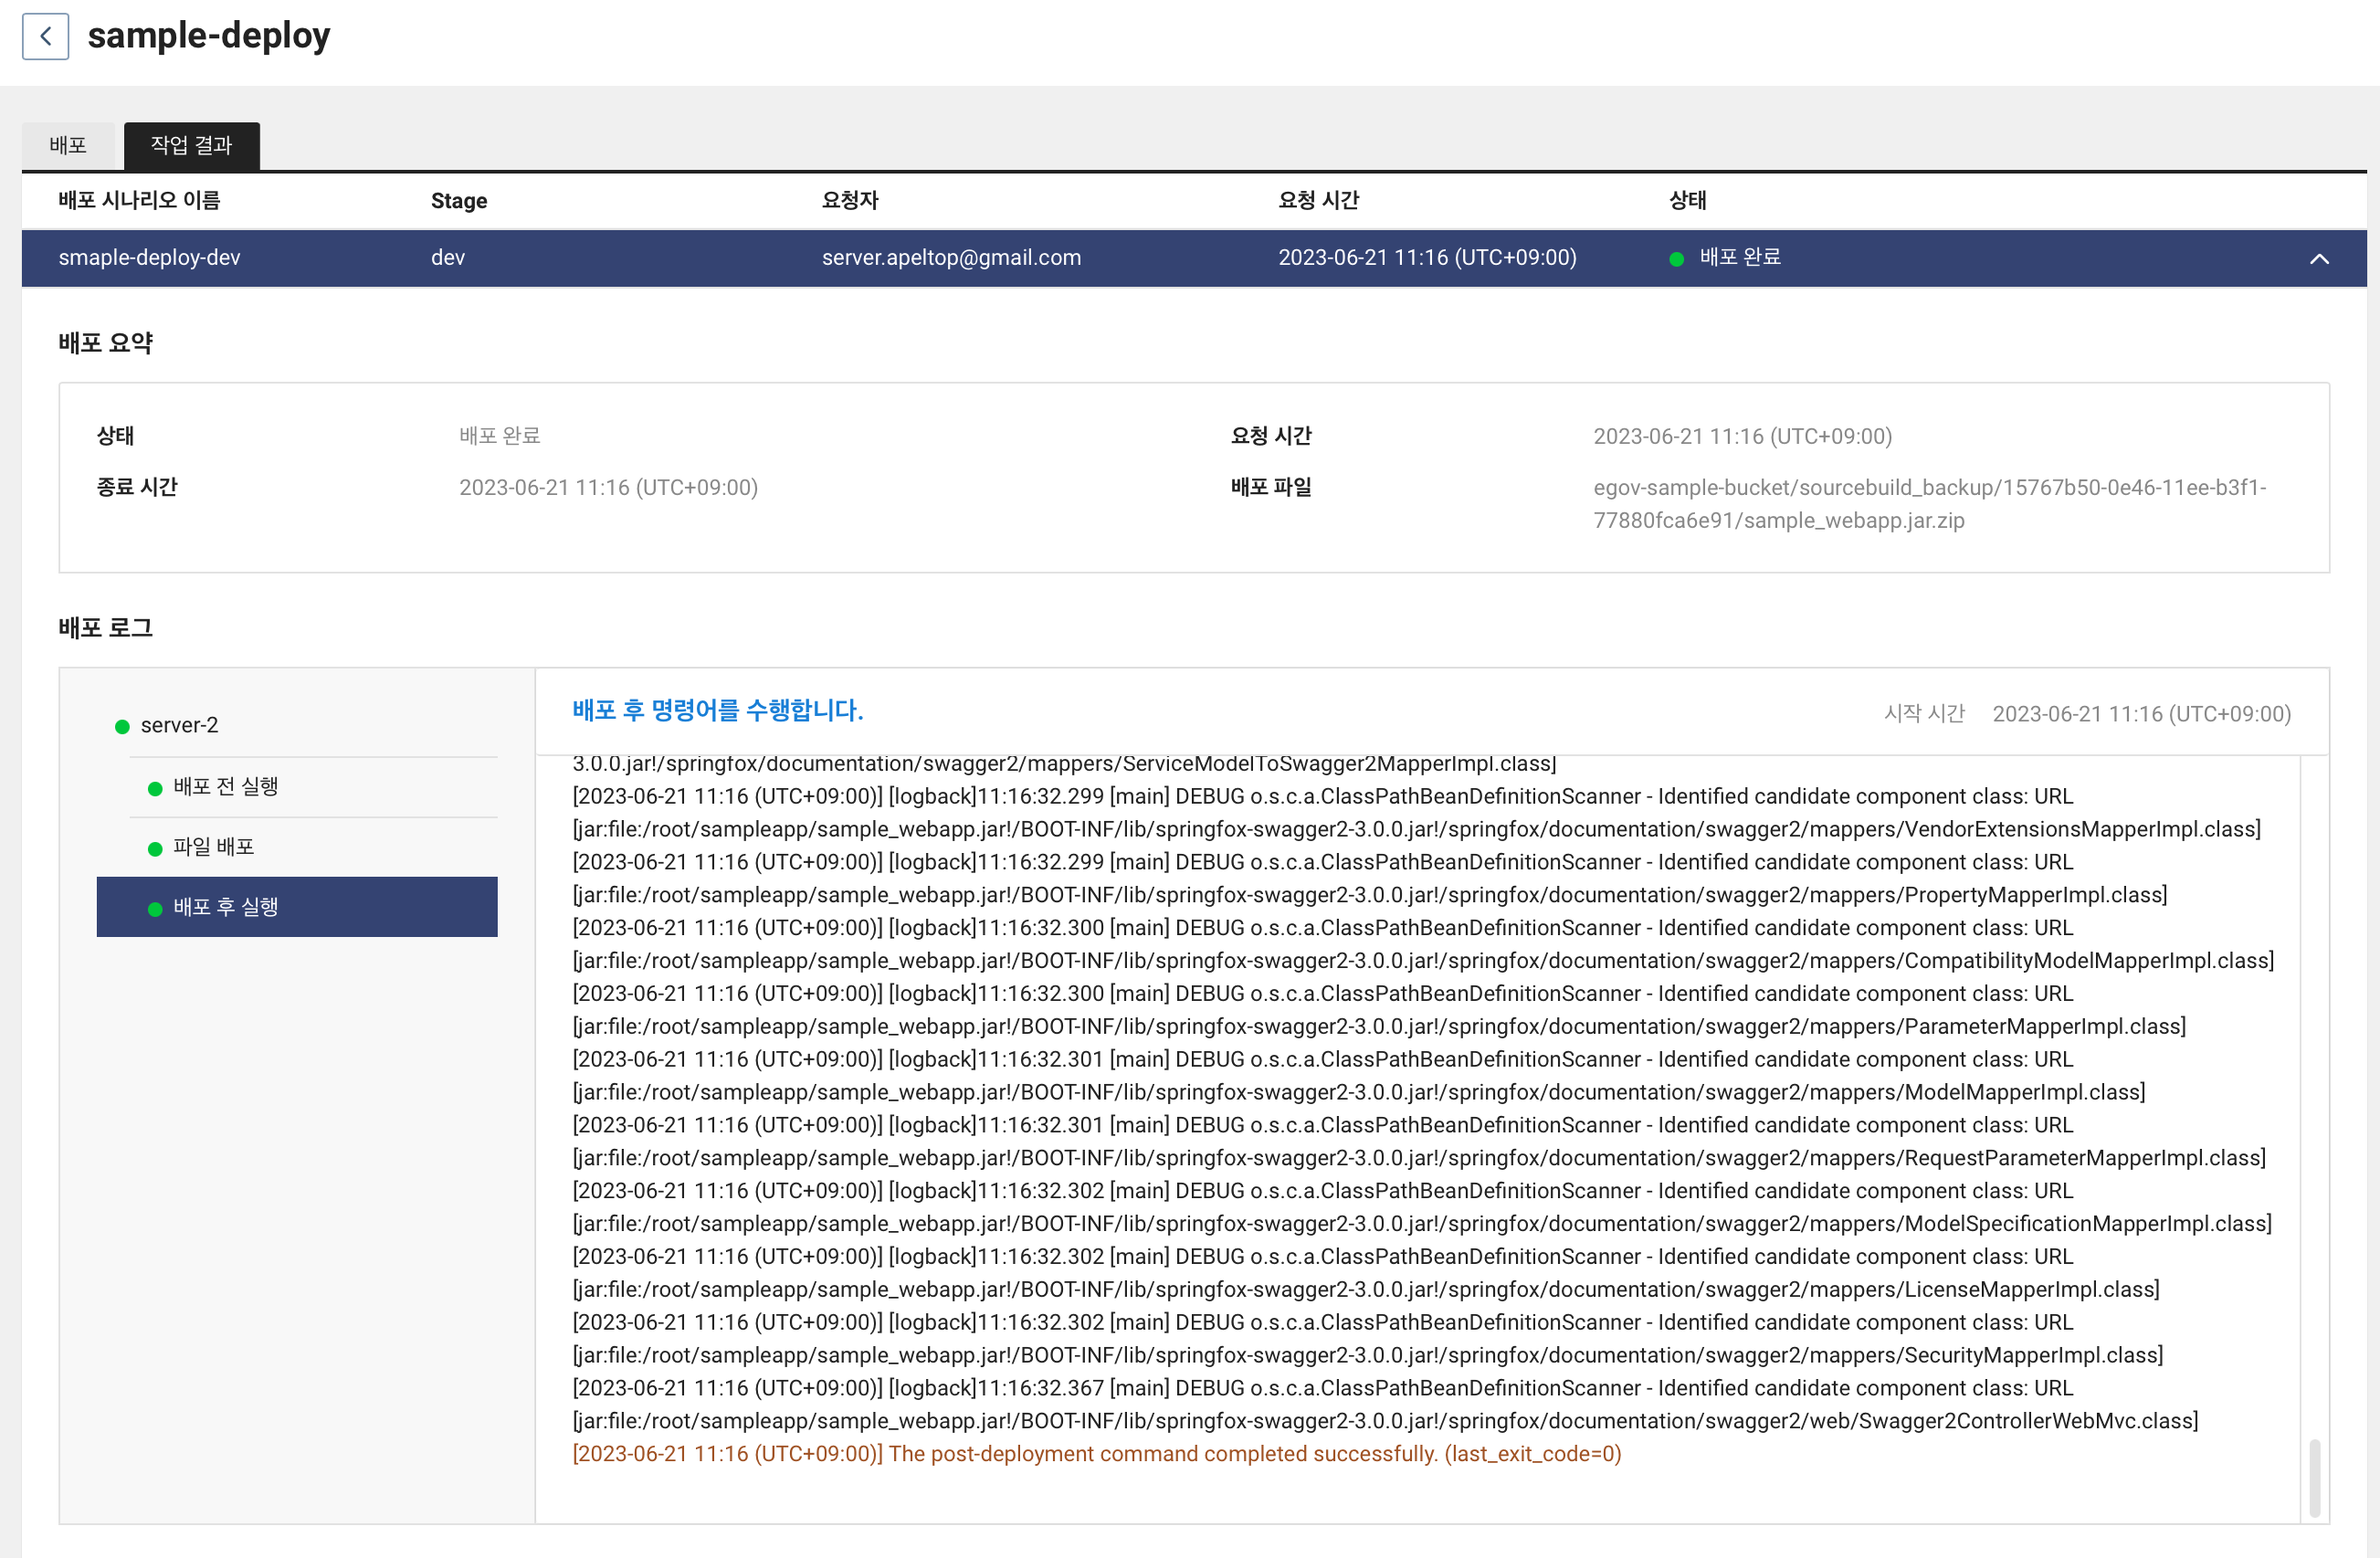 sample-deploy
배포 작업 결과
배포 시나리오 이름 Stage 요청자 요청 시간 상태
smaple-deploy-dev dev server.apeltop@gmail.com 2023-06-21 11:16 (UTC+09:00) 배포 완료
배포 요약
상태 배포 완료 요청 시간 2023-06-21 11:16 (UTC+09:00)
종료 시간 2023-06-21 11:16 (UTC+09:00) 배포 파일 egov-sample-bucket/sourcebuild_backup/15767b50-0e46-11ee-b3f1-
77880fca6e91/sample_webapp.jar.zip
배포 로그
server-2
배포 전 실행
파일 배포
배포 후 실행
배포 후 명령어를 수행합니다. 시작 시간 2023-06-21 11:16 (UTC+09:00)
3.0.0.jar!/springfox/documentation/swagger2/mappers/ServiceModelToSwagger2MapperImpl.class]
[2023-06-21 11:16 (UTC+09:00)] [logback]11:16:32.299 [main] DEBUG o.s.c.a.ClassPathBeanDefinitionScanner - Identified candidate component class: URL
[jar:file:/root/sampleapp/sample_webapp.jar!/BOOT-INF/lib/springfox-swagger2-3.0.0.jar!/springfox/documentation/swagger2/mappers/VendorExtensionsMapperImpl.class]
[2023-06-21 11:16 (UTC+09:00)] [logback]11:16:32.299 [main] DEBUG o.s.c.a.ClassPathBeanDefinitionScanner - Identified candidate component class: URL
[jar:file:/root/sampleapp/sample_webapp.jar!/BOOT-INF/lib/springfox-swagger2-3.0.0.jar!/springfox/documentation/swagger2/mappers/PropertyMapperImpl.class]
[2023-06-21 11:16 (UTC+09:00)] [logback]11:16:32.300 [main] DEBUG o.s.c.a.ClassPathBeanDefinitionScanner - Identified candidate component class: URL
[jar:file:/root/sampleapp/sample_webapp.jar!/BOOT-INF/lib/springfox-swagger2-3.0.0.jar!/springfox/documentation/swagger2/mappers/CompatibilityModelMapperImpl.class]
[2023-06-21 11:16 (UTC+09:00)] [logback]11:16:32.300 [main] DEBUG o.s.c.a.ClassPathBeanDefinitionScanner - Identified candidate component class: URL
[jar:file:/root/sampleapp/sample_webapp.jar!/BOOT-INF/lib/springfox-swagger2-3.0.0.jar!/springfox/documentation/swagger2/mappers/ParameterMapperImpl.class]
[2023-06-21 11:16 (UTC+09:00)] [logback]11:16:32.301 [main] DEBUG o.s.c.a.ClassPathBeanDefinitionScanner - Identified candidate component class: URL
[jar:file:/root/sampleapp/sample_webapp.jar!/BOOT-INF/lib/springfox-swagger2-3.0.0.jar!/springfox/documentation/swagger2/mappers/ModelMapperImpl.class]
[2023-06-21 11:16 (UTC+09:00)] [logback]11:16:32.301 [main] DEBUG o.s.c.a.ClassPathBeanDefinitionScanner - Identified candidate component class: URL
[jar:file:/root/sampleapp/sample_webapp.jar!/BOOT-INF/lib/springfox-swagger2-3.0.0.jar!/springfox/documentation/swagger2/mappers/RequestParameterMapperImpl.class]
[2023-06-21 11:16 (UTC+09:00)] [logback]11:16:32.302 [main] DEBUG o.s.c.a.ClassPathBeanDefinitionScanner - Identified candidate component class: URL
[jar:file:/root/sampleapp/sample_webapp.jar!/BOOT-INF/lib/springfox-swagger2-3.0.0.jar!/springfox/documentation/swagger2/mappers/ModelSpecificationMapperImpl.class]
[2023-06-21 11:16 (UTC+09:00)] [logback]11:16:32.302 [main] DEBUG o.s.c.a.ClassPathBeanDefinitionScanner - Identified candidate component class: URL
[jar:file:/root/sampleapp/sample_webapp.jar!/BOOT-INF/lib/springfox-swagger2-3.0.0.jar!/springfox/documentation/swagger2/mappers/LicenseMapperImpl.class]
[2023-06-21 11:16 (UTC+09:00)] [logback]11:16:32.302 [main] DEBUG o.s.c.a.ClassPathBeanDefinitionScanner - Identified candidate component class: URL
[jar:file:/root/sampleapp/sample_webapp.jar!/BOOT-INF/lib/springfox-swagger2-3.0.0.jar!/springfox/documentation/swagger2/mappers/SecurityMapperImpl.class]
[2023-06-21 11:16 (UTC+09:00)] [logback]11:16:32.367 [main] DEBUG o.s.c.a.ClassPathBeanDefinitionScanner - Identified candidate component class: URL
[jar:file:/root/sampleapp/sample_webapp.jar!/BOOT-INF/lib/springfox-swagger2-3.0.0.jar!/springfox/documentation/swagger2/web/Swagger2ControllerWebMvc.class]
[2023-06-21 11:16 (UTC+09:00)] The post-deployment command completed successfully. (last_exit_code=0)